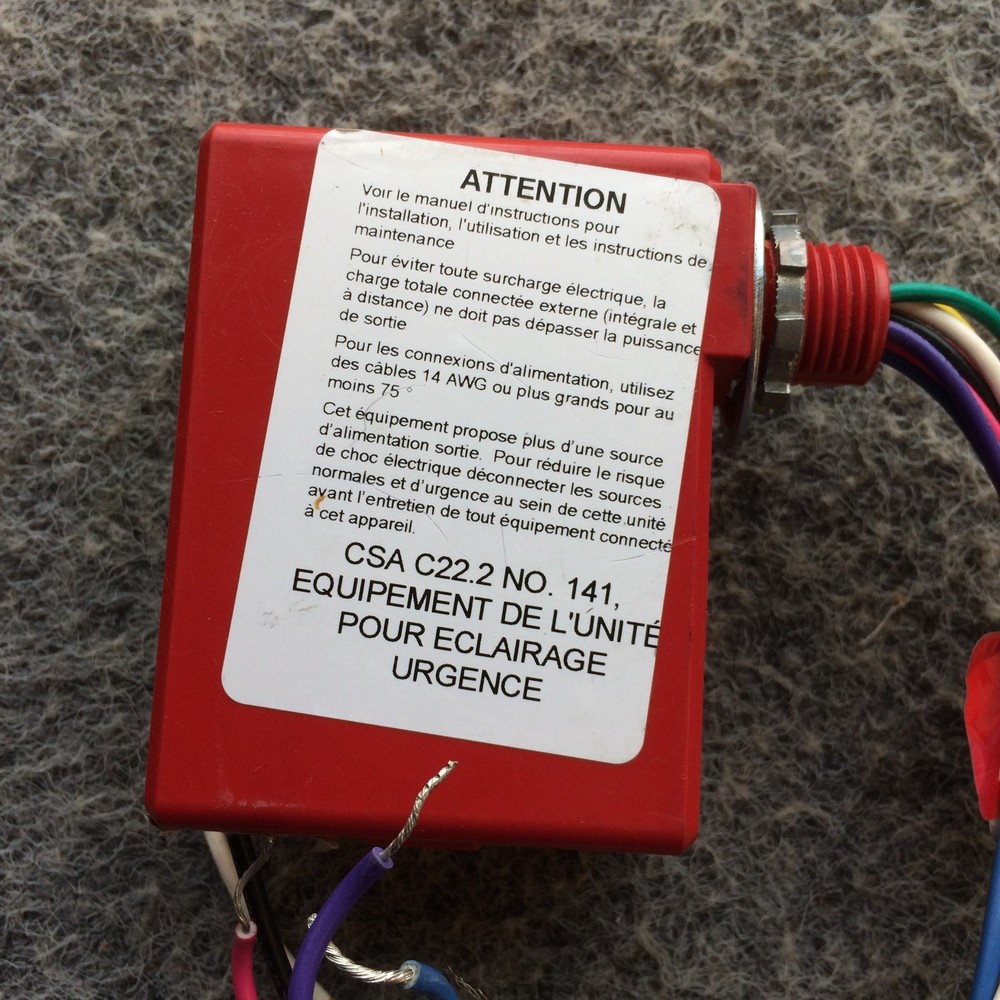 ATTENTION
Voir le manuel d'instructions pour
l'installation, l'utilisation et les instructions de
maintenance
Pour éviter toute surcharge électrique, la
charge totale connectée externe (intégrale et
à distance) ne doit pas dépasser la puissance
de sortie
Pour les connexions d'alimentation, utilisez
des câbles 14 AWG ou plus grands pour au
moins 75 °
Cet équipement propose plus d'une source
d'alimentation sortie. Pour réduire le risque
de choc électrique déconnecter les sources
normales et d'urgence au sein de cette unité
avant l'entretien de tout équipement connecté
à cet appareil.
CSA C22.2 NO. 141,
EQUIPEMENT DE L'UNITÉ
POUR ECLAIRAGE
URGENCE